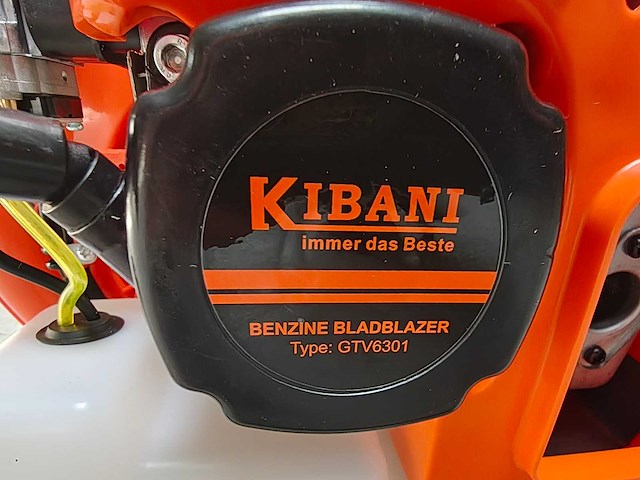 KIBANI
immer das Beste
BENZINE BLADBLAZER
Type: GTV6301